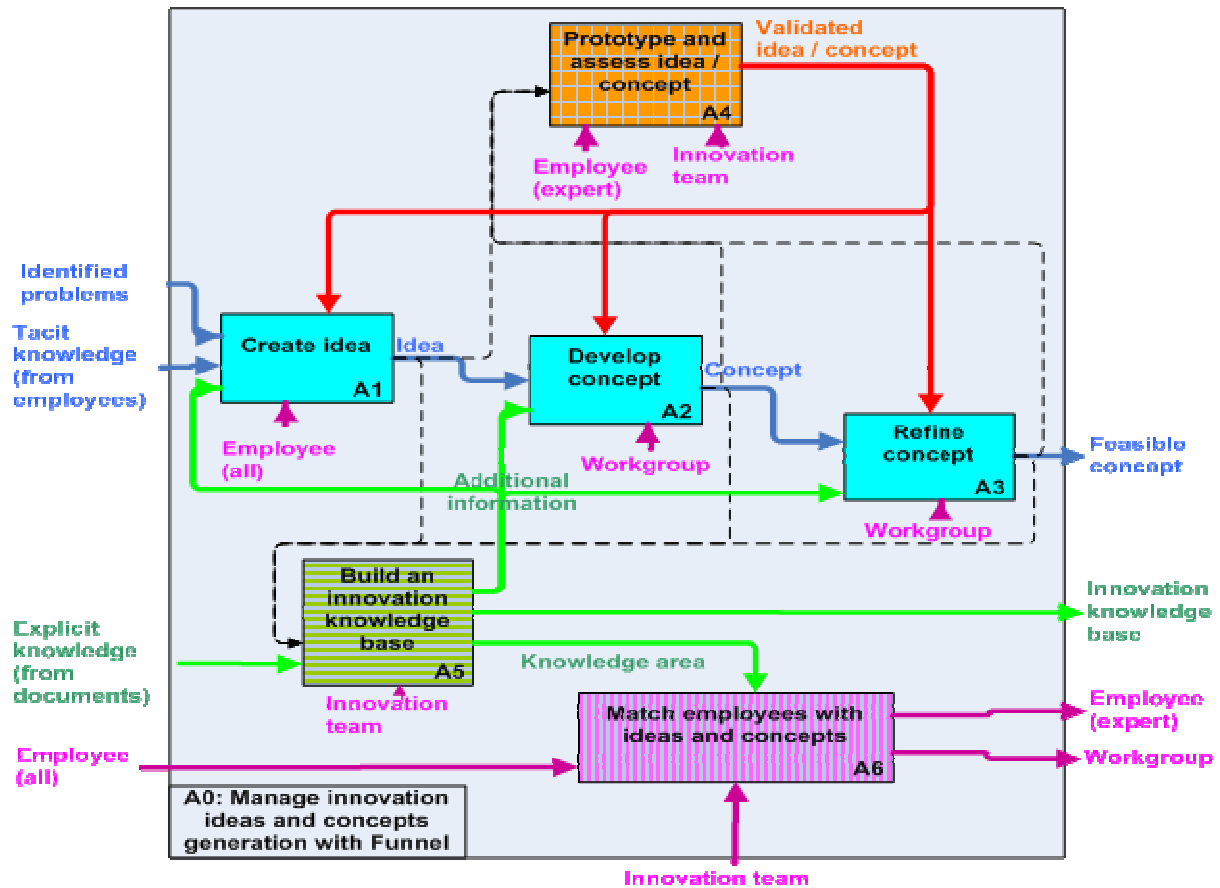 Prototype and
assess idea /
concept
A4
Validated
idea / concept
Employee
(expert)
Innovation
team
Identified
problems
Tacit
knowledge
(from
employees)
Create idea
A1
Idea
Employee
(all)
Develop
concept
A2
Concept
Workgroup
Refine
concept
A3
Workgroup
Feasible
concept
Additional
information
Build an
innovation
knowledge
base
A5
Innovation
team
Explicit
knowledge
(from
documents)
Innovation
knowledge
base
Knowledge area
Match employees with
ideas and concepts
A6
Employee
(expert)
Workgroup
Employee
(all)
A0: Manage innovation
ideas and concepts
generation with Funnel
Innovation team